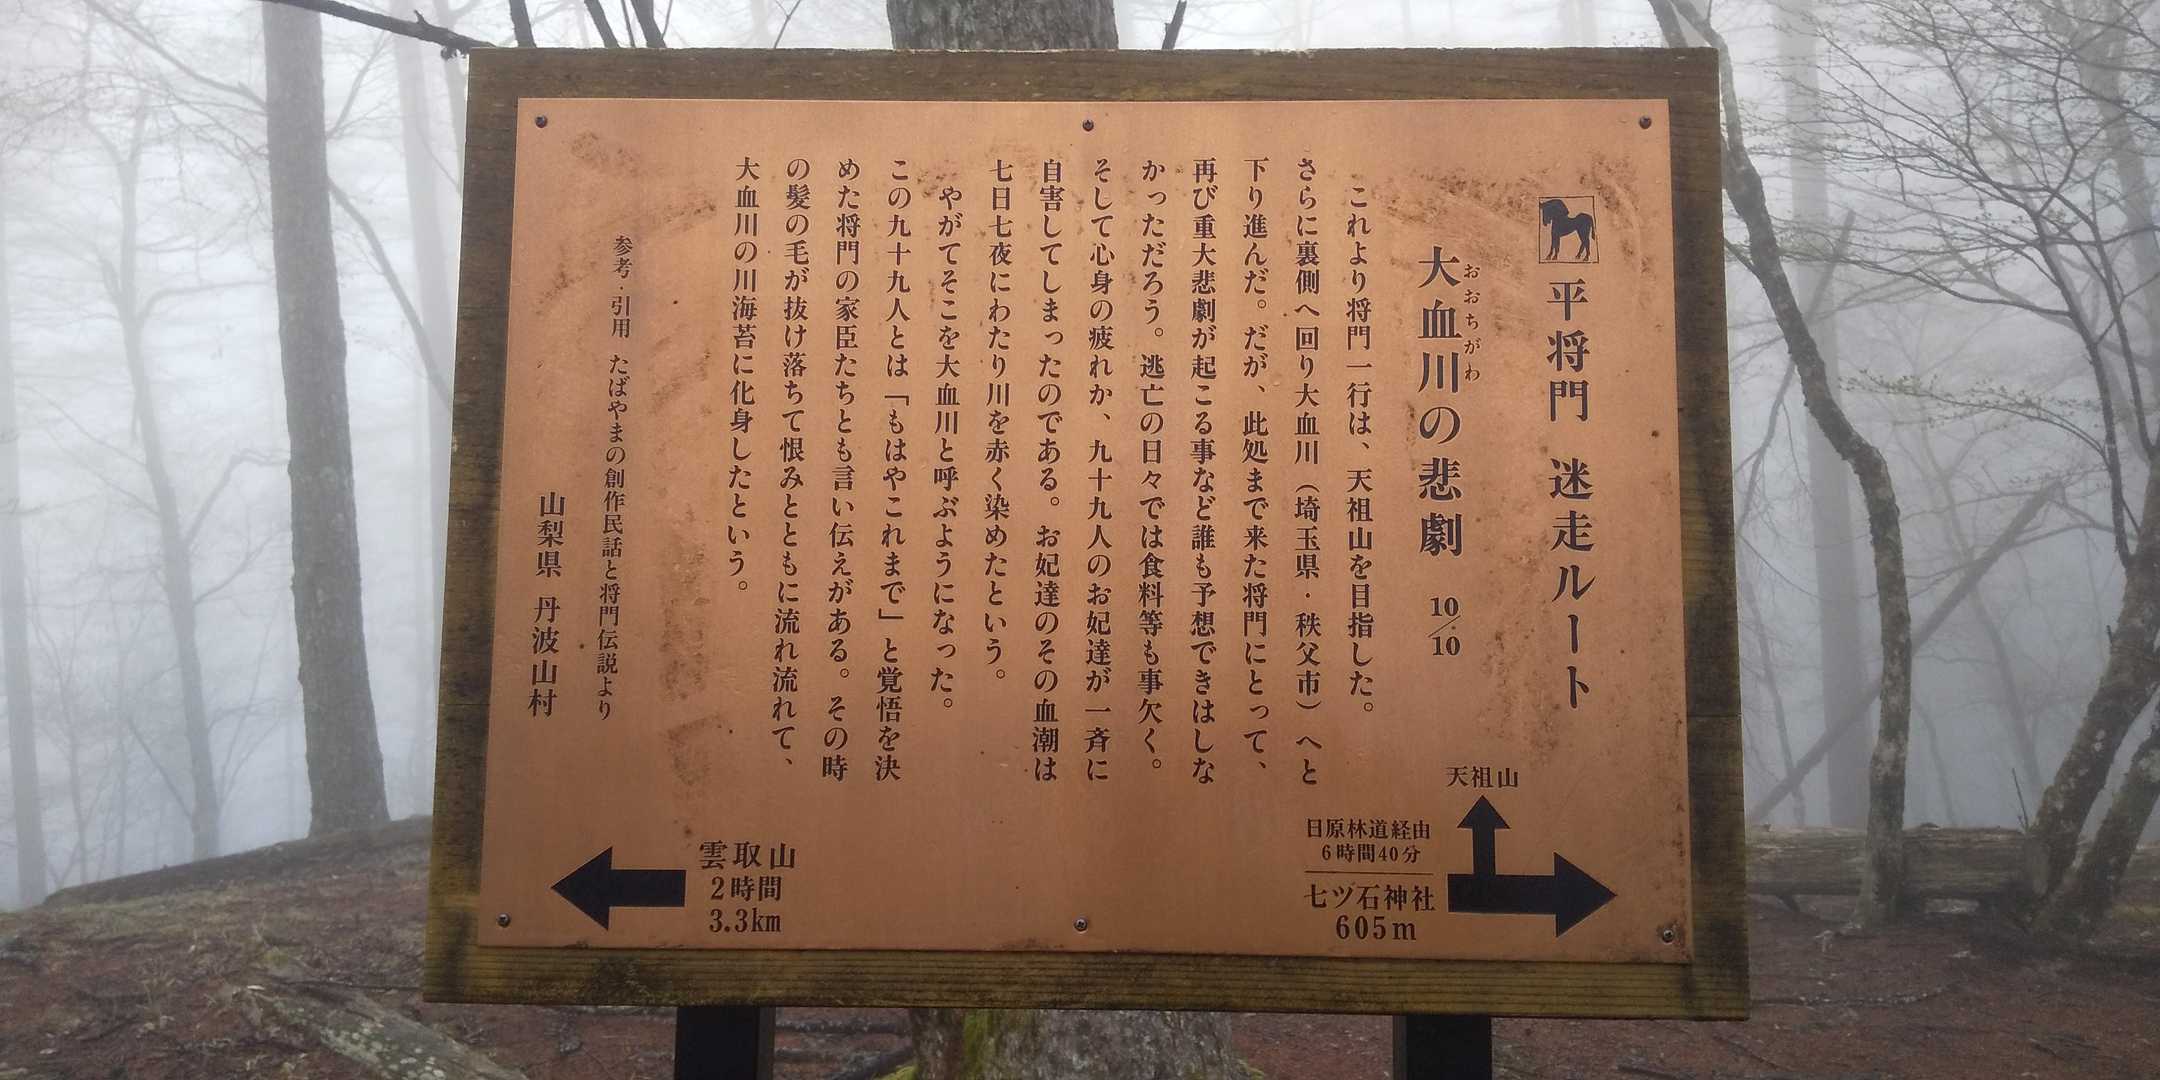 平将門 迷走ルート
大血川の悲劇 10/10
おおちがわ
これより将門一行は、天祖山を目指した。
さらに裏側へ回り大血川（埼玉県・秩父市）へと
下り進んだ。だが、此処まで来た将門にとって、
再び重大悲劇が起こる事など誰も予想できはしな
かっただろう。逃亡の日々では食料等も事欠く。
そして心身の疲れか、九十九人のお妃達が一斉に
自害してしまったのである。お妃達のその血潮は
七日七夜にわたり川を赤く染めたという。
やがてそこを大血川と呼ぶようになった。
この九十九人とは「もはやこれまで」と覚悟を決
めた将門の家臣たちとも言い伝えがある。その時
の髪の毛が抜け落ちて恨みとともに流れ流れて、
大血川の川海苔に化身したという。
参考・引用 たばやまの創作民話と将門伝説より
山梨県 丹波山村
天祖山
日原林道経由
6時間40分
七ツ石神社
605m
雲取山
2時間
3.3km